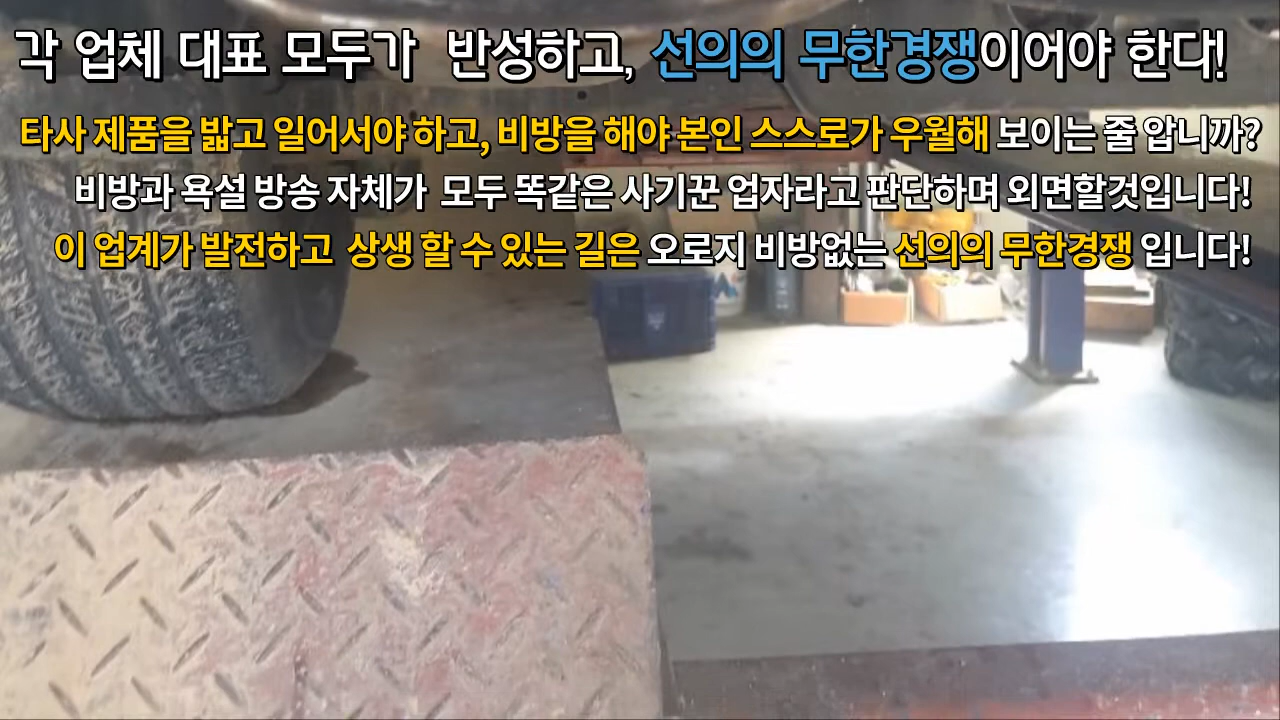 각 업체 대표 모두가 반성하고, 선의의 무한경쟁이어야 한다!
타사 제품을 밟고 일어서야 하고, 비방을 해야 본인 스스로가 우월해 보이는 줄 압니까?
비방과 욕설 방송 자체가 모두 똑같은 사기꾼 업자라고 판단하며 외면할것입니다!
이 업계가 발전하고 상생 할 수 있는 길은 오로지 비방없는 선의의 무한경쟁 입니다!